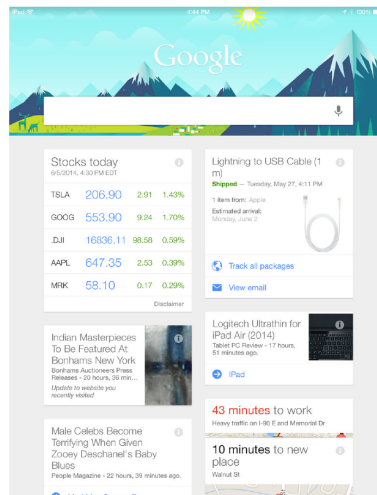 iPad
4:44 PM
100%
Google
Stocks today
6/5/2014, 4:30 PM EDT
TSLA 206.90 2.91 1.43%
GOOG 553.90 9.24 1.70%
.DJI 16836.11 98.58 0.59%
AAPL 647.35 2.53 0.39%
MRK 58.10 0.17 0.29%
Disclaimer
Indian Masterpieces
To Be Featured At
Bonhams New York
Bonhams Auctioneers Press
Releases - 20 hours, 36 min...
Update to website you
recently visited
Male Celebs Become
Terrifying When Given
Zooey Deschanel's Baby
Blues
People Magazine - 22 hours, 39 minutes ago.
Lightning to USB Cable (1
m)
Shipped — Tuesday, May 27, 4:11 PM
1 item from: Apple
Estimated arrival:
Monday, June 2
Track all packages
View email
Logitech Ultrathin for
iPad Air (2014)
Tablet PC Review - 17 hours,
51 minutes ago.
iPad
43 minutes to work
Heavy traffic on I-90 E and Memorial Dr
10 minutes to new
place
Walnut St